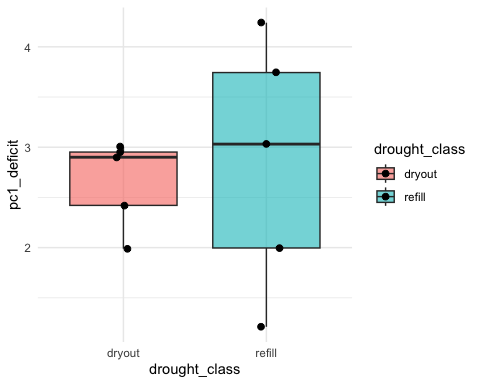 4
3
2
pc1_deficit
dryout
refill
drought_class
drought_class
dryout
refill